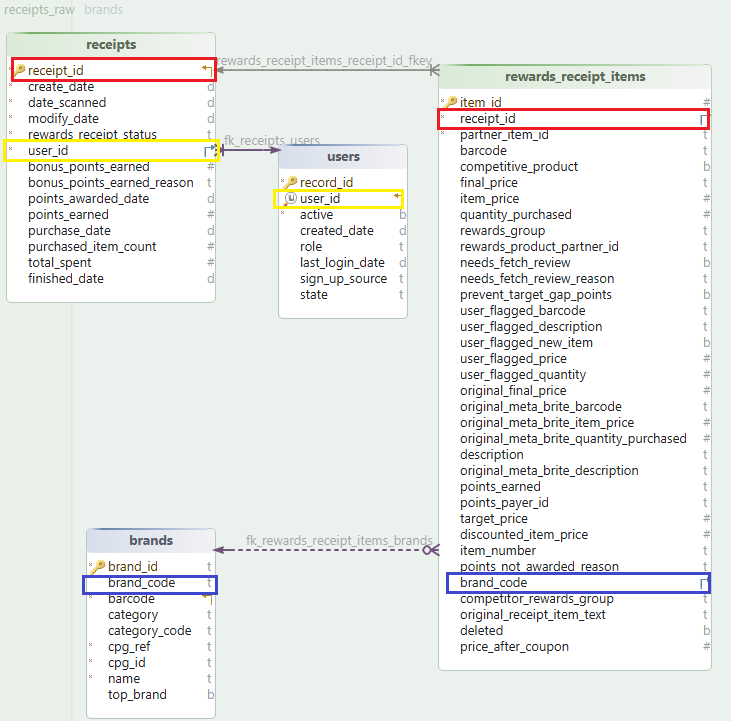 receipts_raw brands
receipts
receipt_id
create_date d
date_scanned d
modify_date d
rewards_receipt_status t
user_id
bonus_points_earned #
bonus_points_earned_reason t
points_awarded_date d
points_earned #
purchase_date d
purchased_item_count #
total_spent #
finished_date d
rewards_receipt_items_receipt_id_fkey
fk_receipts_users
users
record_id
user_id
active b
created_date d
role t
last_login_date d
sign_up_source t
state t
rewards_receipt_items
item_id #
receipt_id
partner_item_id t
barcode t
competitive_product b
final_price t
item_price #
quantity_purchased #
rewards_group t
rewards_product_partner_id t
needs_fetch_review b
needs_fetch_review_reason t
prevent_target_gap_points b
user_flagged_barcode t
user_flagged_description t
user_flagged_new_item b
user_flagged_price #
user_flagged_quantity #
original_final_price #
original_meta_brite_barcode t
original_meta_brite_item_price #
original_meta_brite_quantity_purchased #
description t
original_meta_brite_description t
points_earned #
points_payer_id t
target_price #
discounted_item_price #
item_number t
points_not_awarded_reason t
brand_code
competitor_rewards_group t
original_receipt_item_text t
deleted b
price_after_coupon #
fk_rewards_receipt_items_brands
brands
brand_id t
brand_code t
barcode
category t
category_code t
cpg_ref t
cpg_id t
name t
top_brand b